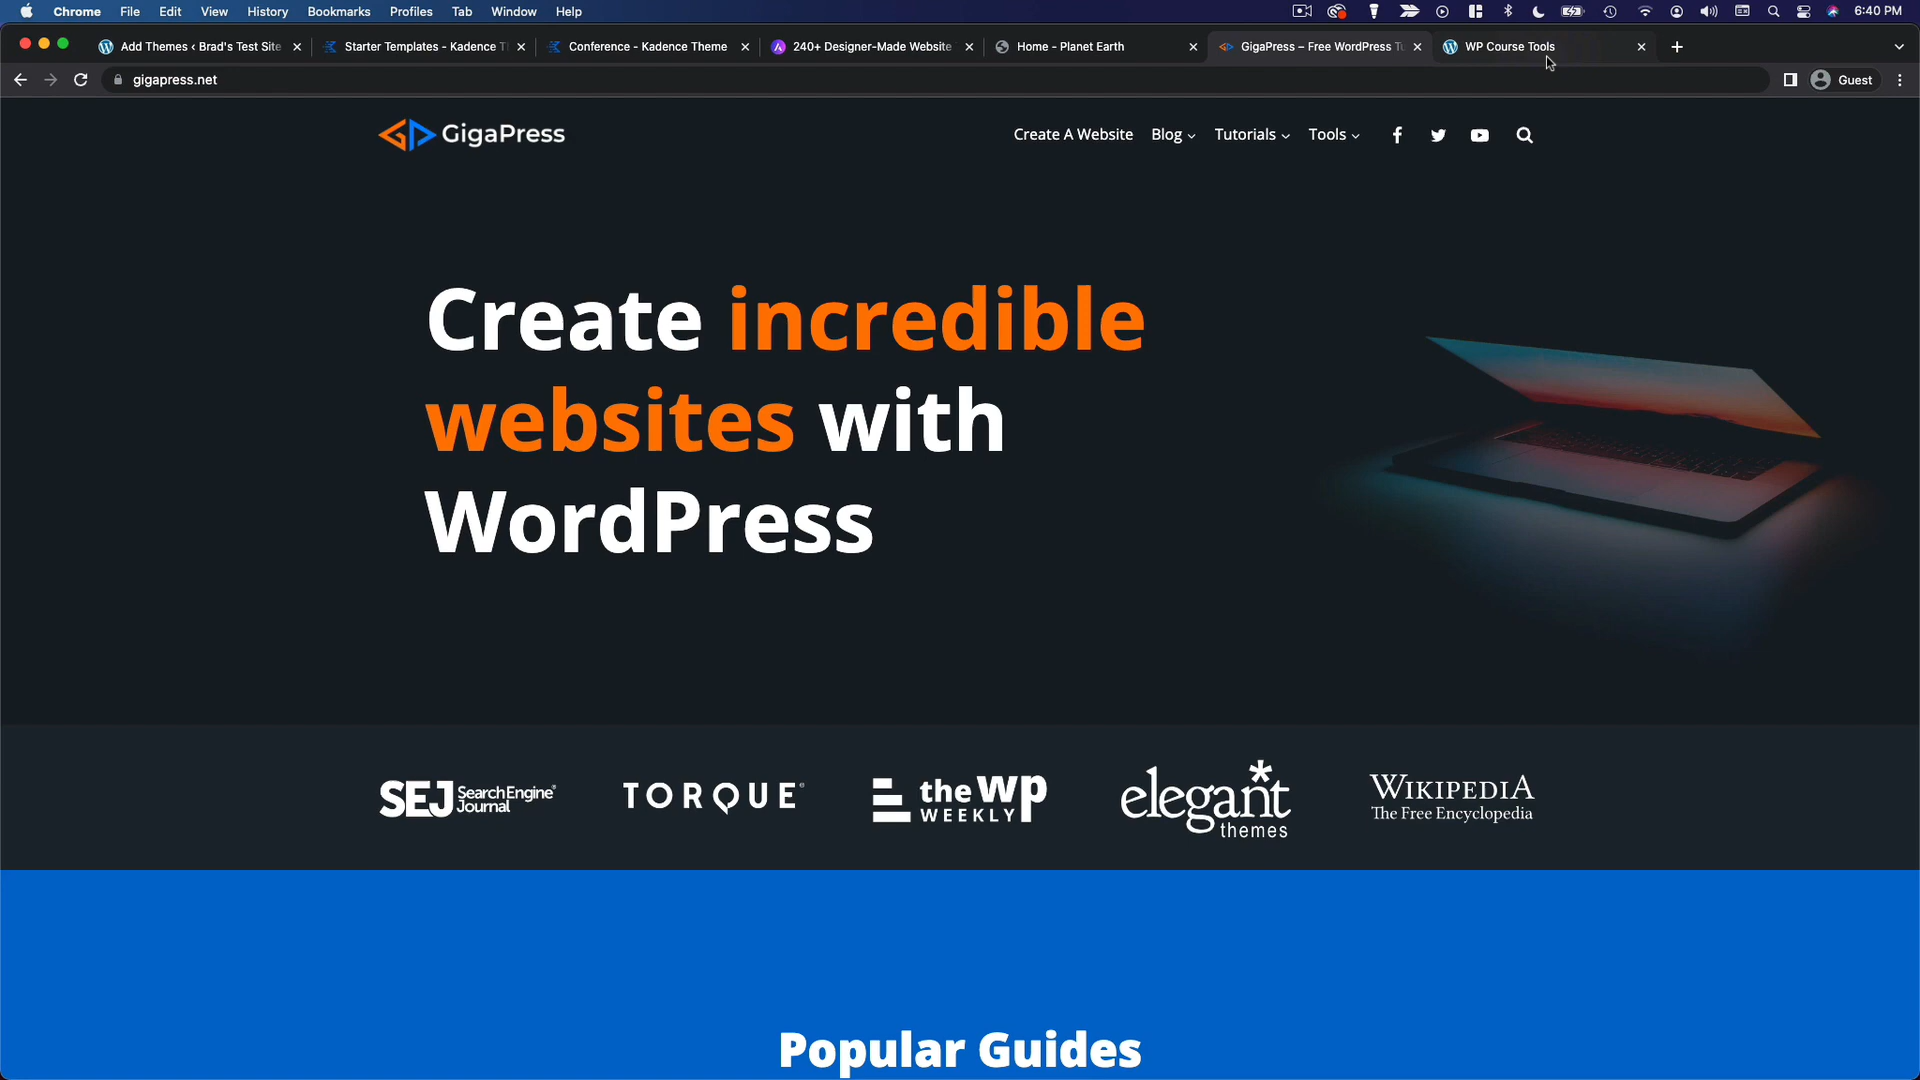 Chrome File Edit View History Bookmarks Profiles Tab Window Help 6:40 PM
Add Themes ‹ Brad's Test Site Starter Templates - Kadence T Conference - Kadence Theme 240+ Designer-Made Website Home - Planet Earth GigaPress – Free WordPress Tu WP Course Tools
gigapress.net Guest
GigaPress Create A Website Blog Tutorials Tools
Create incredible
websites with
WordPress
SEJ Search Engine Journal® TORQUE® the WP WEEKLY elegant themes WIKIPEDIA
The Free Encyclopedia
Popular Guides